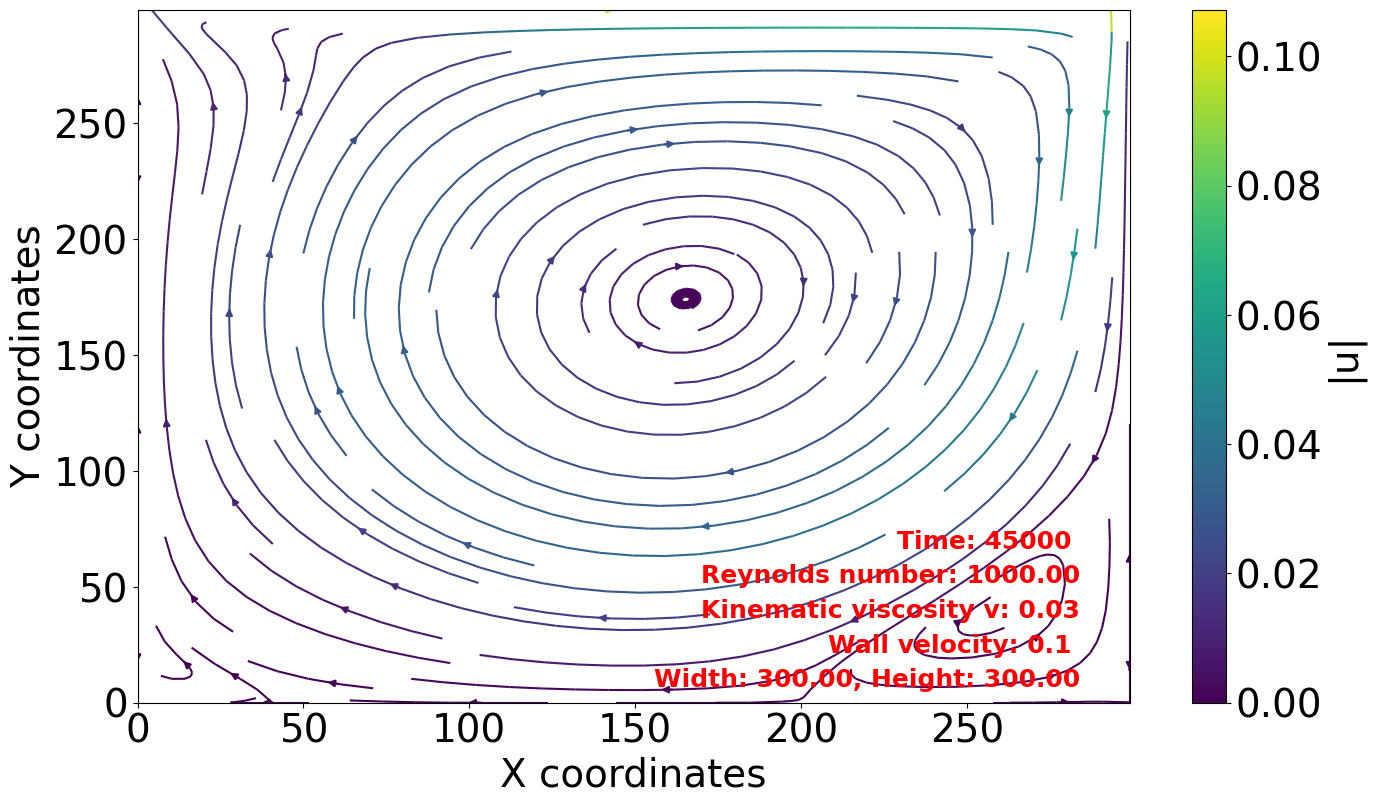 Y coordinates
250
200
150
100
50
0
0 50 100 150 200 250
X coordinates
Time: 45000
Reynolds number: 1000.00
Kinematic viscosity v: 0.03
Wall velocity: 0.1
Width: 300.00, Height: 300.00
0.10
0.08
0.06
0.04
0.02
0.00
|u|